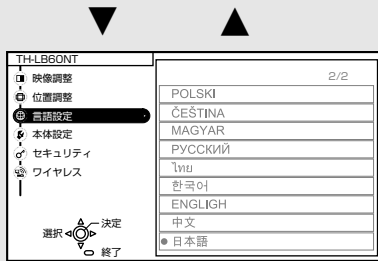 TH-LB60NT
映像調整
位置調整
言語設定
本体設定
セキュリティ
ワイヤレス
選択
決定
終了
2/2
POLSKI
ČEŠTINA
MAGYAR
РУССКИЙ
ไทย
한국어
ENGLIGH
中文
日本語